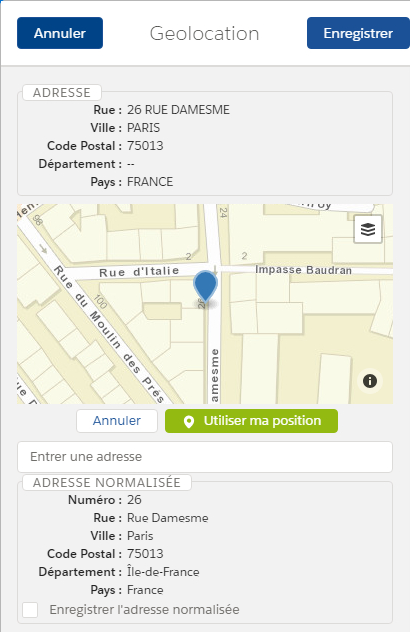 Annuler Geolocation Enregistrer
ADRESSE
Rue : 26 RUE DAMESME
Ville : PARIS
Code Postal : 75013
Département : --
Pays : FRANCE
98
24
2
2
Rue d'Italie
Impasse Baudran
100
Rue du Moulin des Prés
Annuler Utiliser ma position
Entrer une adresse
ADRESSE NORMALISÉE
Numéro : 26
Rue : Rue Damesme
Ville : Paris
Code Postal : 75013
Département : Île-de-France
Pays : France
Enregistrer l'adresse normalisée